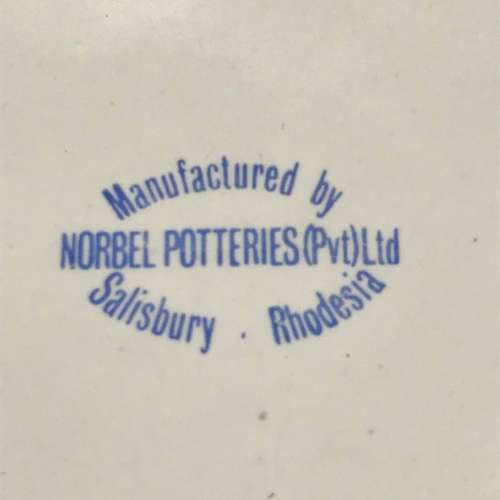 Manufactured by
NORBEL POTTERIES (Pvt) Ltd
Salisbury . Rhodesia